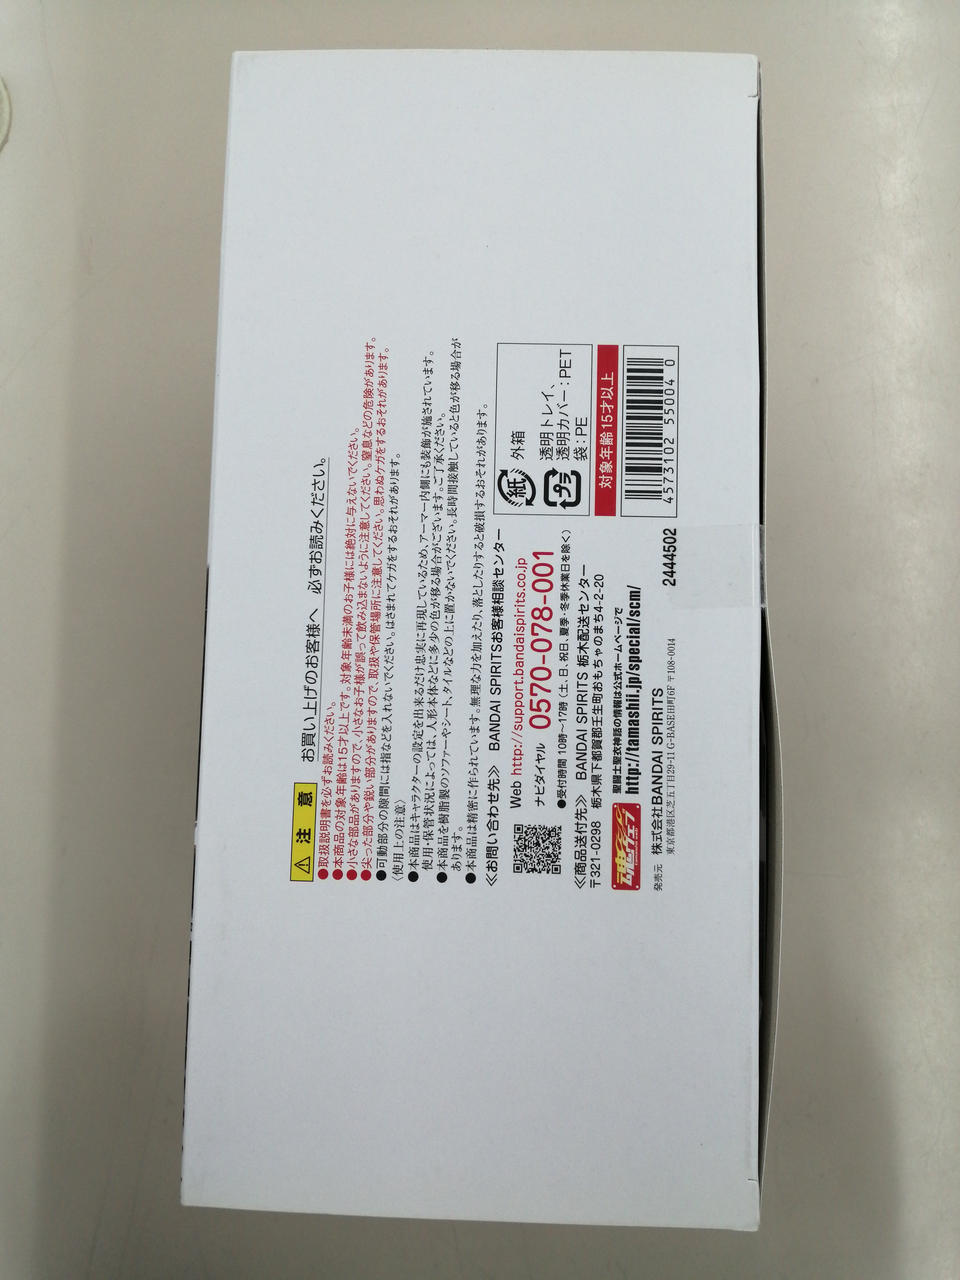 注意
お買い上げのお客様へ 必ずお読みください。
●取扱説明書を必ずお読みください。
●本商品の対象年齢は15才以上です。対象年齢未満のお子様には絶対に与えないでください。
●小さな部品がありますので、小さなお子様が誤って飲み込まないように注意してください。窒息などの危険があります。
●尖った部分や鋭い部分がありますので、取扱や保管場所に注意してください。思わぬケガをするおそれがあります。
●可動部分の隙間には指などを入れないでください。はさまれてケガをするおそれがあります。
〈使用上の注意〉
●本商品はキャラクターの設定を出来るだけ忠実に再現しているため、アーマー内側にも装飾が施されています。
使用・保管状況によっては、人形本体などに多少の色が移る場合がございます。ご了承ください。
●本商品を樹脂製のソファーやシート、タイルなどの上に置かないでください。長時間接触していると色が移る場合が
あります。
●本商品は精密に作られています。無理な力を加えたり、落としたりすると破損するおそれがあります。
≪お問い合わせ先≫ BANDAI SPIRITSお客様相談センター
Web http://support.bandaispirits.co.jp
ナビダイヤル 0570-078-001
●受付時間 10時〜17時（土、日、祝日、夏季・冬季休業日を除く）
≪商品送付先≫ BANDAI SPIRITS 栃木配送センター
〒321-0298 栃木県下都賀郡壬生町おもちゃのまち4-2-20
魂ウェブ
聖闘士聖衣神話の情報は公式ホームページで
http://tamashii.jp/special/scm/
発売元 株式会社BANDAI SPIRITS
東京都港区芝五丁目29-11 G-BASE田町6F 〒108-0014
紙
外箱
プラ
透明トレイ、
透明カバー：PET
袋：PE
対象年齢15才以上
4573102 55004 0
2444502